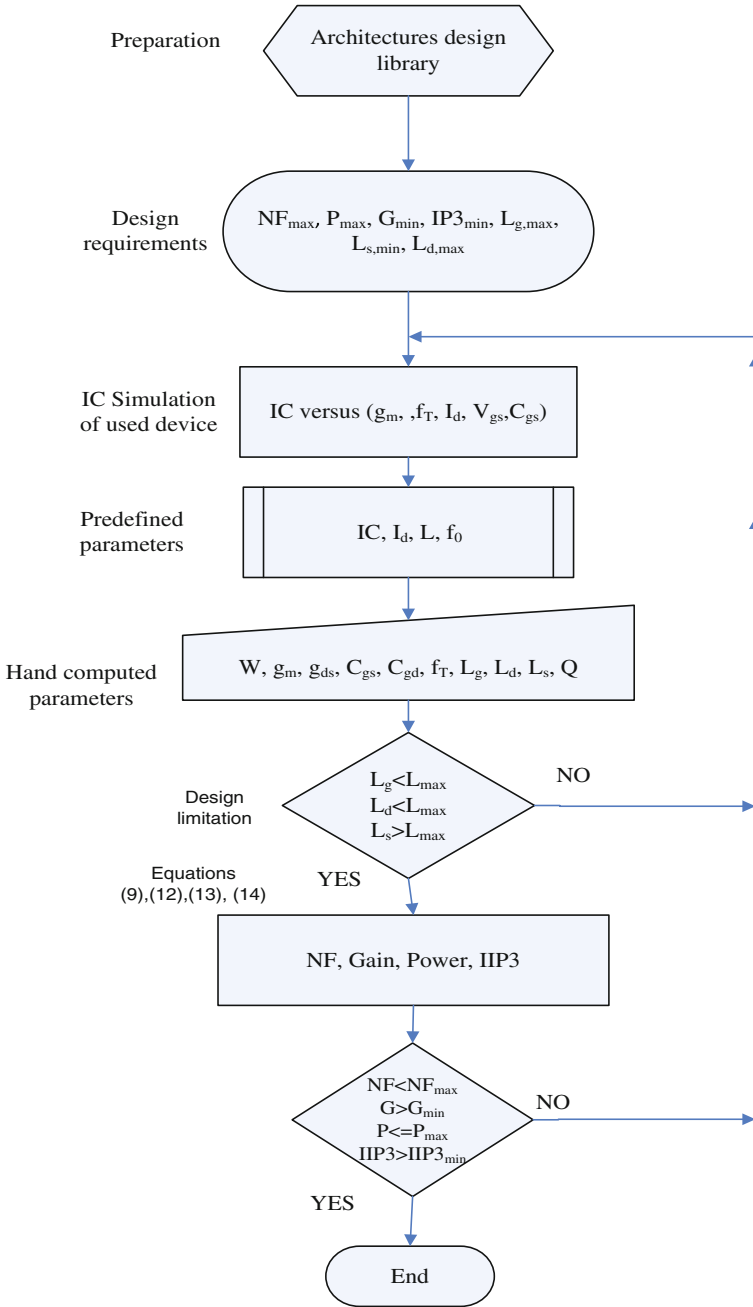 Preparation
Architectures design
library
Design
requirements
NFmax, Pmax, Gmin, IP3min, Lg,max,
Ls,min, Ld,max
IC Simulation
of used device
IC versus (gm, ,fT, Id, Vgs,Cgs)
Predefined
parameters
IC, Id, L, f0
Hand computed
parameters
W, gm, gds, Cgs, Cgd, fT, Lg, Ld, Ls, Q
Design
limitation
Lg<Lmax
Ld<Lmax
Ls>Lmax
NO
YES
Equations
(9),(12),(13), (14)
NF, Gain, Power, IIP3
NF<NFmax
G>Gmin
P<=Pmax
IIP3>IIP3min
NO
YES
End